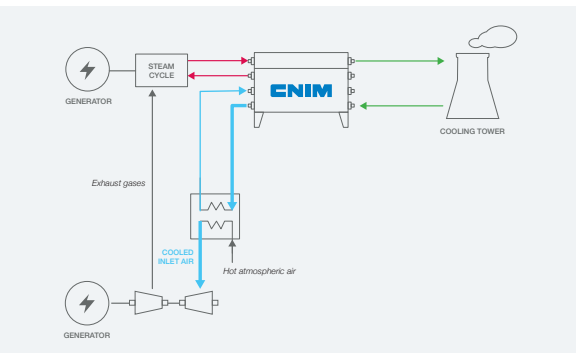 STEAM
CYCLE
CNIM
GENERATOR
COOLING TOWER
Exhaust gases
COOLED
INLET AIR
Hot atmospheric air
GENERATOR